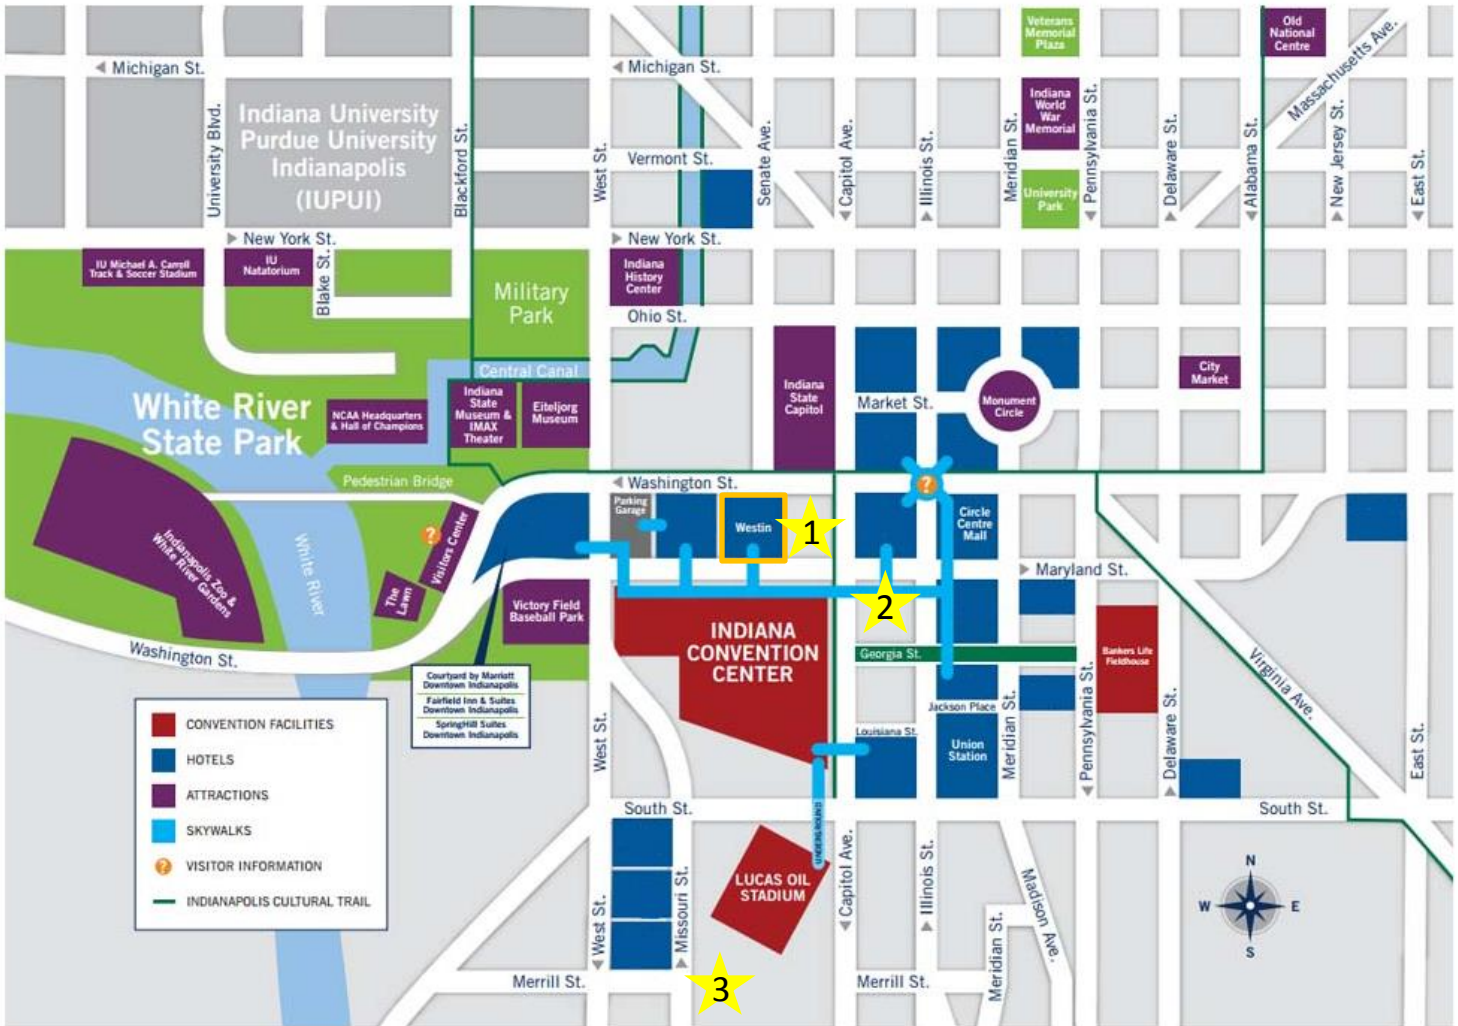 Veterans
Memorial
Plaza
Old
National
Centre
Massachusetts Ave.
Michigan St.
Michigan St.
Indiana University
Purdue University
Indianapolis
(IUPUI)
University Blvd.
Blackford St.
West St.
Vermont St.
Senate Ave.
Capitol Ave.
Illinois St.
Meridian St.
Indiana
World
War
Memorial
Pennsylvania St.
Delaware St.
Alabama St.
New Jersey St.
East St.
University
Park
New York St.
New York St.
IU Michael A. Carroll
Track & Soccer Stadium
IU
Natatorium
Blake St.
Military
Park
Indiana
History
Center
Ohio St.
Central Canal
White River
State Park
NCAA Headquarters
& Hall of Champions
Indiana
State
Museum &
IMAX
Theater
Eiteljorg
Museum
Indiana
State
Capitol
Market St.
Monument
Circle
City
Market
Pedestrian Bridge
Washington St.
?
Parking
Garage
Westin
1
Circle
Centre
Mall
Indianapolis Zoo &
White River Gardens
White River
?
Visitors Center
The
Lawn
Victory Field
Baseball Park
Maryland St.
2
INDIANA
CONVENTION
CENTER
Georgia St.
Bankers Life
Fieldhouse
Washington St.
Courtyard by Marriott
Downtown Indianapolis
Fairfield Inn & Suites
Downtown Indianapolis
SpringHill Suites
Downtown Indianapolis
Virginia Ave.
Jackson Place
Louisiana St.
Union
Station
West St.
Meridian St.
Pennsylvania St.
Delaware St.
East St.
CONVENTION FACILITIES
HOTELS
ATTRACTIONS
SKYWALKS
? VISITOR INFORMATION
INDIANAPOLIS CULTURAL TRAIL
South St.
South St.
UNDERGROUND
LUCAS OIL
STADIUM
West St.
Missouri St.
Capitol Ave.
Illinois St.
Meridian St.
Madison Ave.
N
W
E
S
Merrill St.
3
Merrill St.